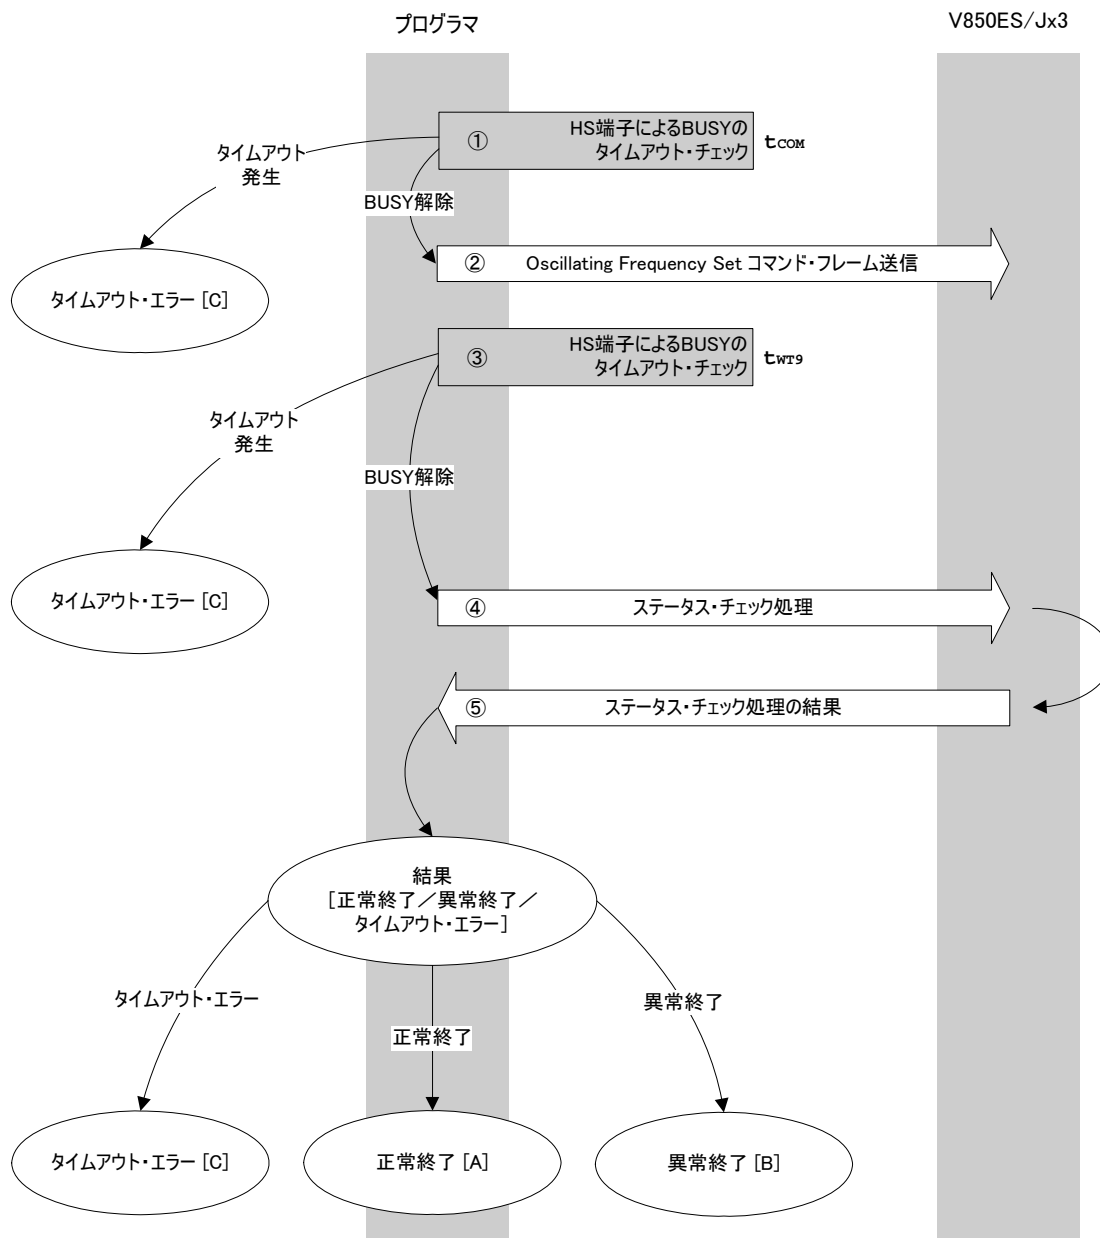 プログラマ
V850ES/Jx3
① HS端子によるBUSYの
タイムアウト・チェック
tCOM
タイムアウト
発生
BUSY解除
② Oscillating Frequency Set コマンド・フレーム送信
タイムアウト・エラー [C]
③ HS端子によるBUSYの
タイムアウト・チェック
tWT9
タイムアウト
発生
BUSY解除
タイムアウト・エラー [C]
④ ステータス・チェック処理
⑤ ステータス・チェック処理の結果
結果
[正常終了／異常終了／
タイムアウト・エラー]
タイムアウト・エラー
正常終了
異常終了
タイムアウト・エラー [C]
正常終了 [A]
異常終了 [B]